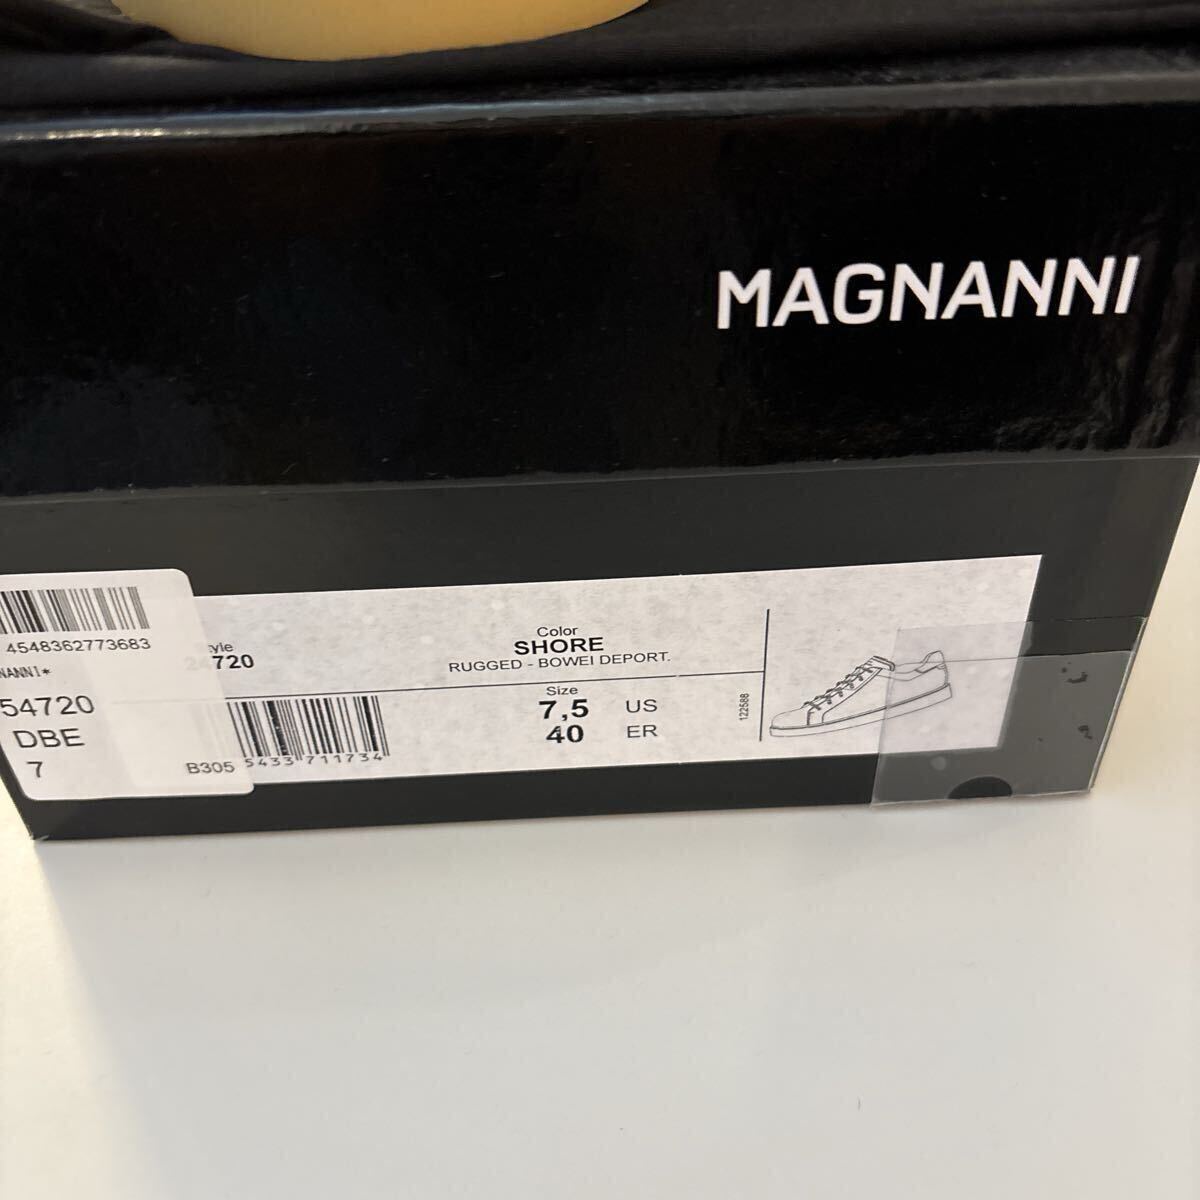 MAGNANNI
4548362773683
NANNI*
54720
DBE
7
yle
24720
Color
SHORE
RUGGED - BOWEI DEPORT.
Size
7,5 US
40 ER
B305
5433 711734
122588